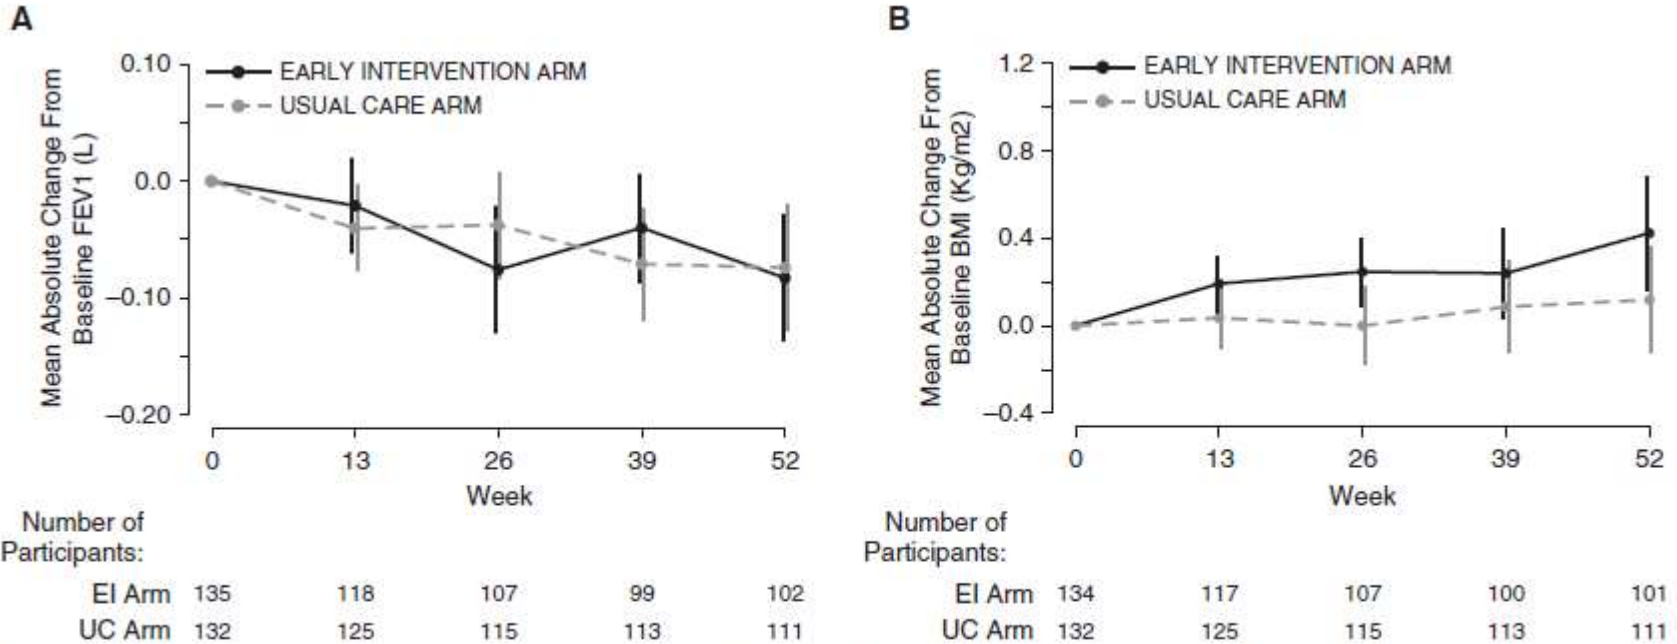 A
Mean Absolute Change From
Baseline FEV1 (L)
0.10
0.0
−0.10
−0.20
EARLY INTERVENTION ARM
USUAL CARE ARM
0 13 26 39 52
Week
Number of
Participants:
EI Arm 135 118 107 99 102
UC Arm 132 125 115 113 111
B
Mean Absolute Change From
Baseline BMI (Kg/m2)
1.2
0.8
0.4
0.0
−0.4
EARLY INTERVENTION ARM
USUAL CARE ARM
0 13 26 39 52
Week
Number of
Participants:
EI Arm 134 117 107 100 101
UC Arm 132 125 115 113 111